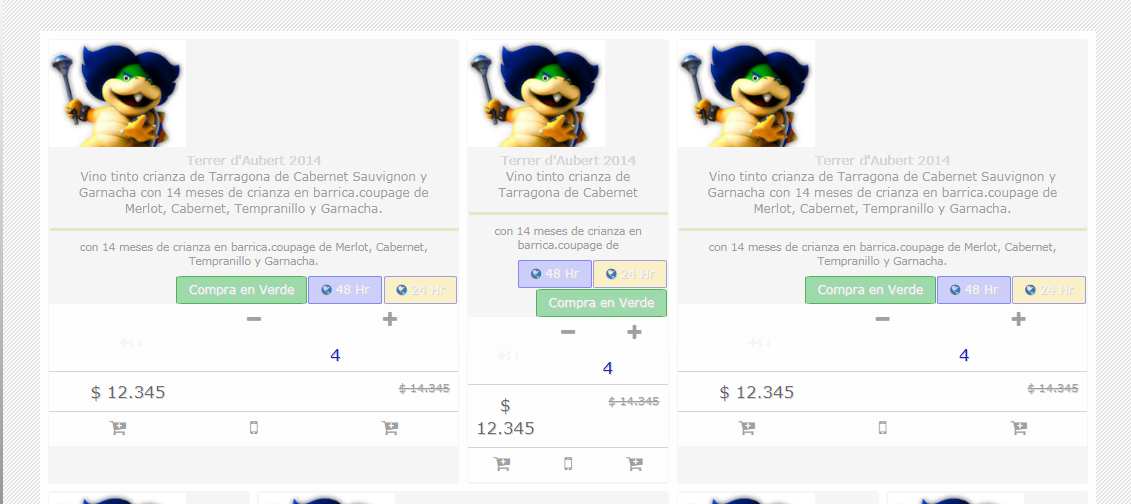 Terrer d'Aubert 2014
Vino tinto crianza de Tarragona de Cabernet Sauvignon y
Garnacha con 14 meses de crianza en barrica.coupage de
Merlot, Cabernet, Tempranillo y Garnacha.
con 14 meses de crianza en barrica.coupage de Merlot, Cabernet,
Tempranillo y Garnacha.
Compra en Verde 48 Hr 24 Hr
4
$ 12.345 $ 14.345
Terrer d'Aubert 2014
Vino tinto crianza de
Tarragona de Cabernet
con 14 meses de crianza en
barrica.coupage de
48 Hr 24 Hr
Compra en Verde
4
$
12.345
$ 14.345
Terrer d'Aubert 2014
Vino tinto crianza de Tarragona de Cabernet Sauvignon y
Garnacha con 14 meses de crianza en barrica.coupage de
Merlot, Cabernet, Tempranillo y Garnacha.
con 14 meses de crianza en barrica.coupage de Merlot, Cabernet,
Tempranillo y Garnacha.
Compra en Verde 48 Hr 24 Hr
4
$ 12.345 $ 14.345